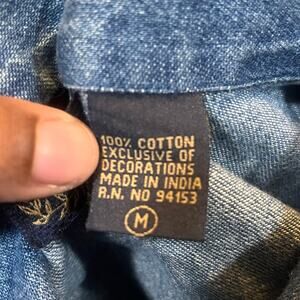 100% COTTON
EXCLUSIVE OF
DECORATIONS
MADE IN INDIA
R.N. NO 94153
M